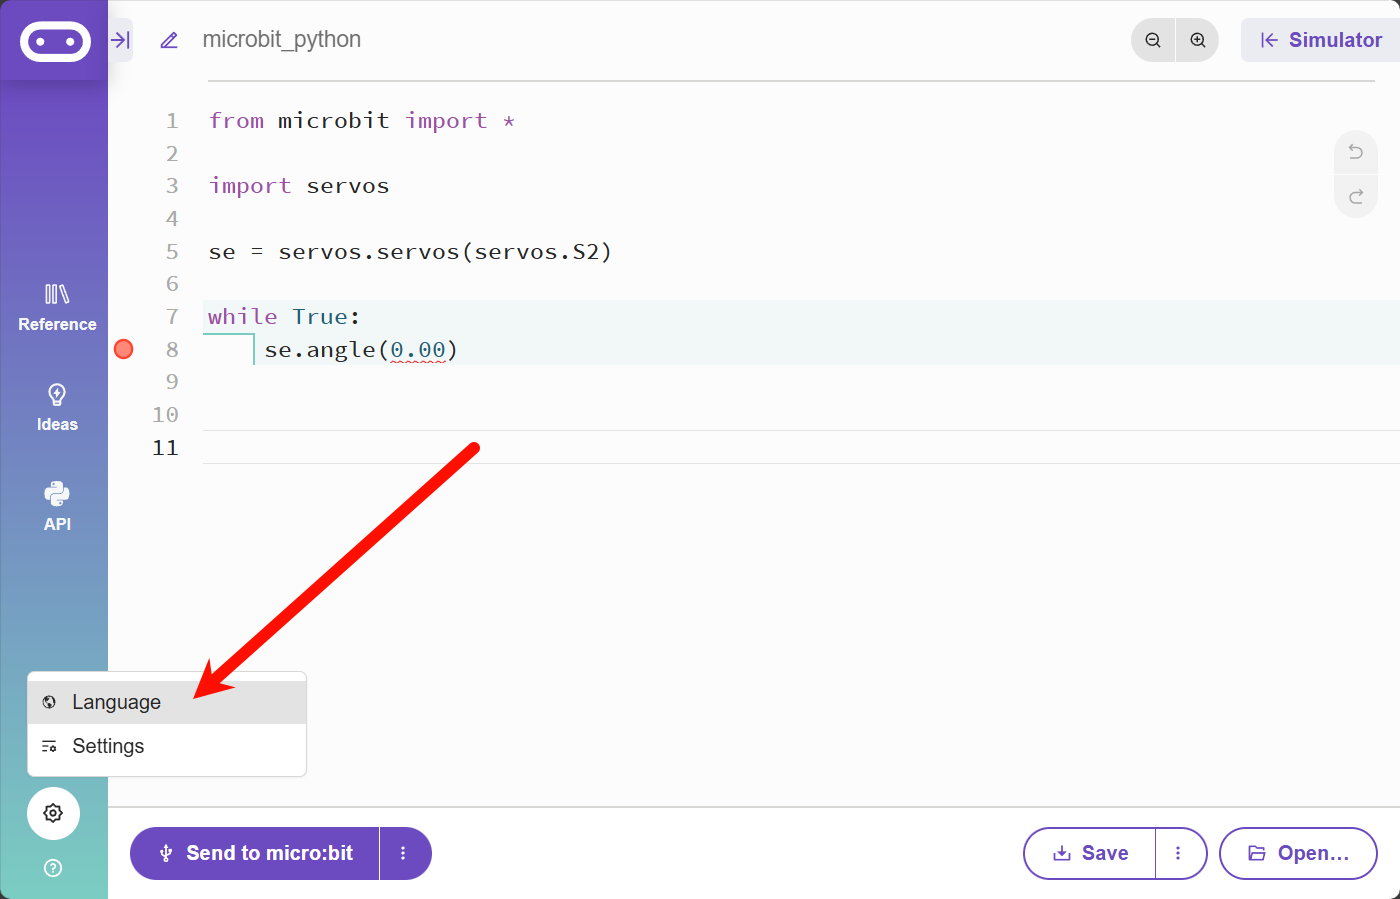 microbit_python
Simulator
1 from microbit import *
2
3 import servos
4
5 se = servos.servos(servos.S2)
6
7 while True:
8 se.angle(0.00)
9
10
11
Reference
Ideas
API
Language
Settings
Send to micro:bit
Save
Open...